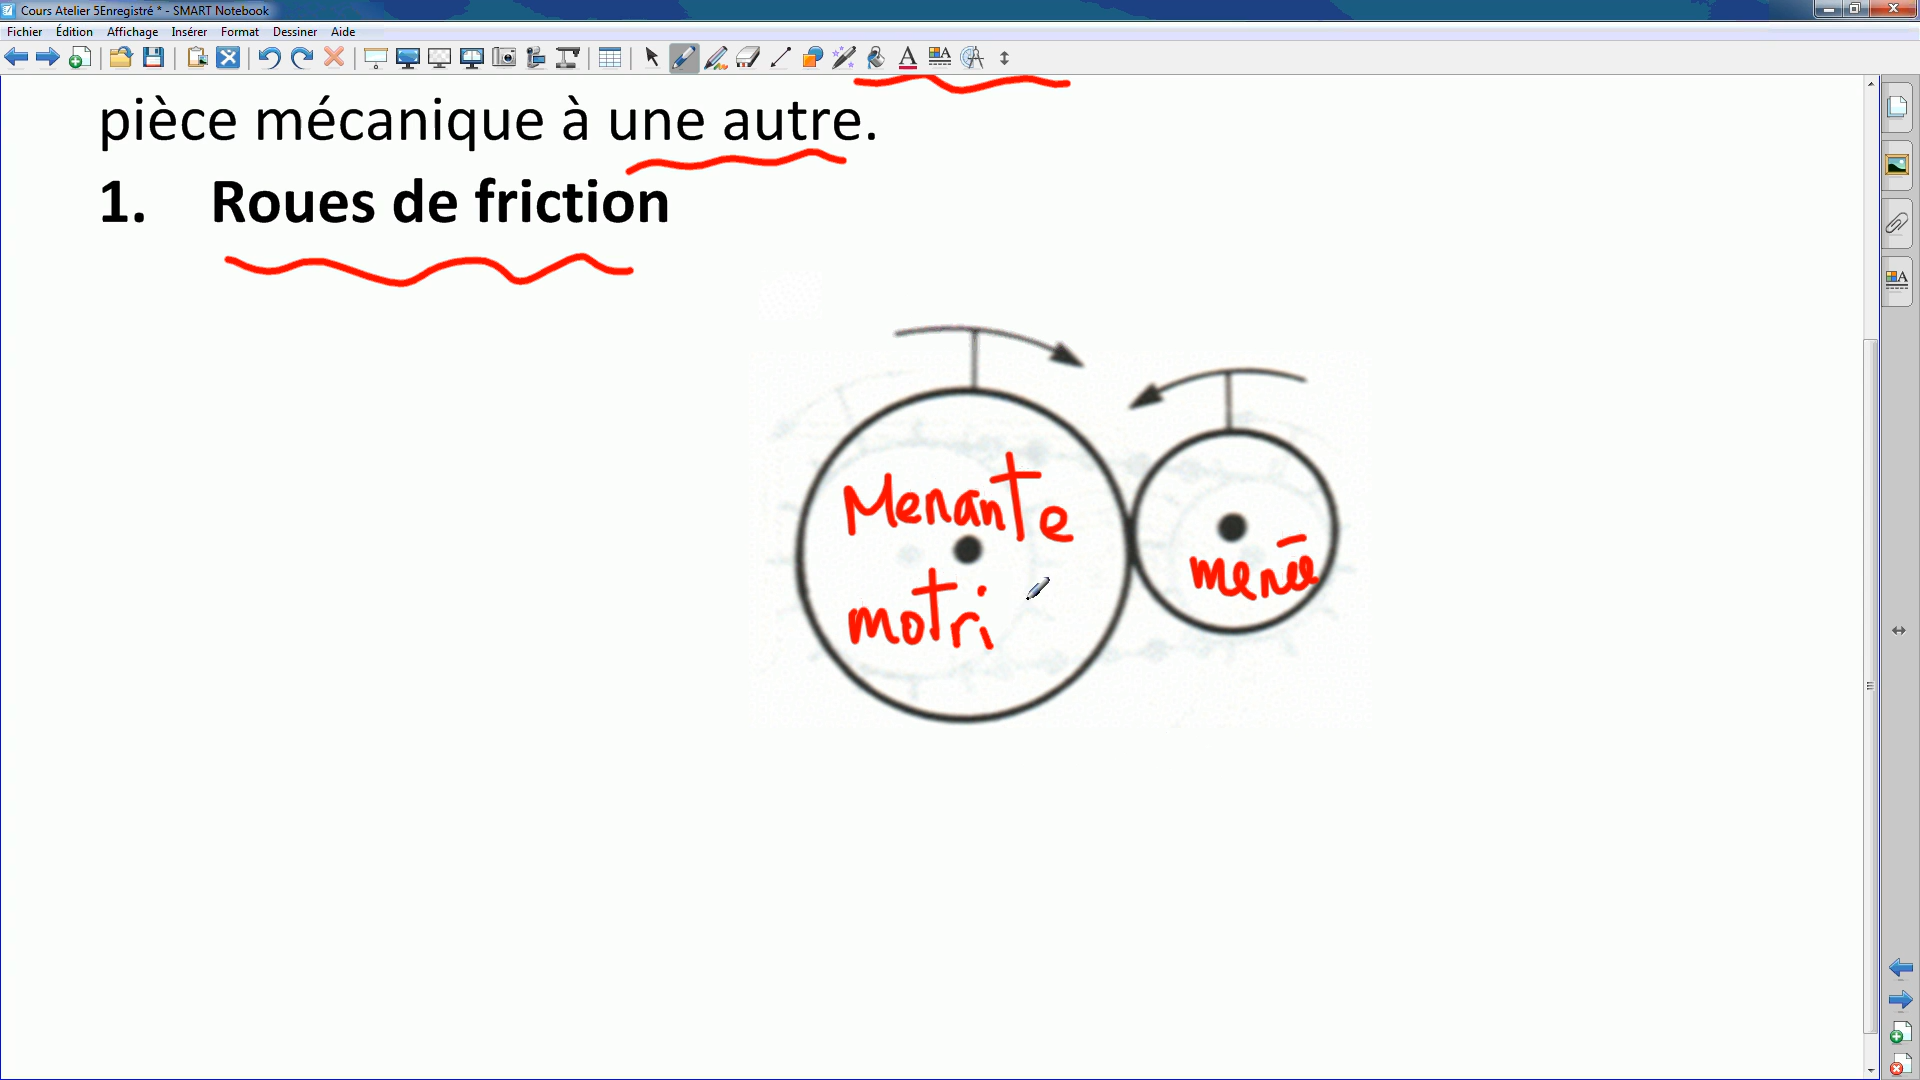 Cours Atelier 5Enregistré * - SMART Notebook
Fichier Édition Affichage Insérer Format Dessiner Aide
pièce mécanique à une autre.
1. Roues de friction
Menante
motri
menée